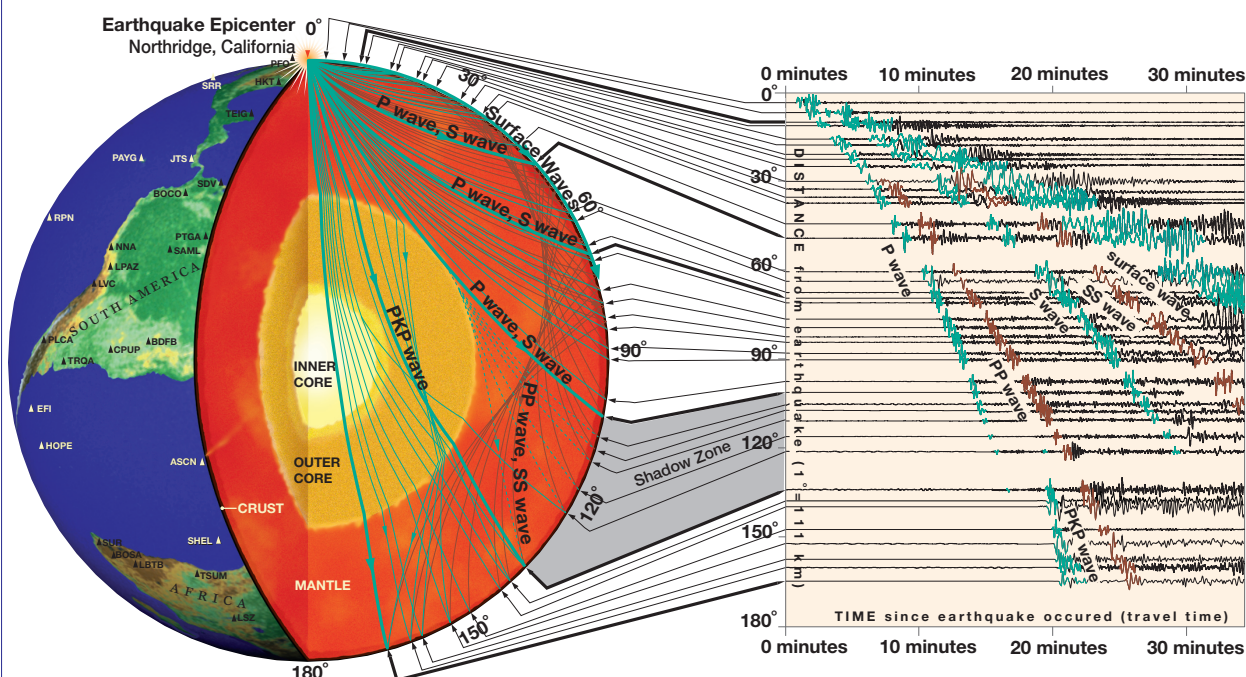 Earthquake Epicenter
Northridge, California
0°
PFO
HKT
SRR
TEIG
PAYG
JTS
SDV
BOCO
RPN
PTGA
SAML
NNA
LPAZ
LVC
SOUTH AMERICA
PLCA
TRQA
CPUP
BDFB
EFI
HOPE
ASCN
CRUST
SHEL
SUR
BOSA
LBTB
TSUM
AFRICA
LSZ
MANTLE
INNER
CORE
OUTER
CORE
P wave, S wave
P wave, S wave
P wave, S wave
PKP wave
PP wave, SS wave
Surface Waves
30°
60°
90°
120°
150°
180°
Shadow Zone
0 minutes 10 minutes 20 minutes 30 minutes
0°
30°
60°
90°
120°
150°
180°
DISTANCE from earthquake (1°=111 km)
P wave
PP wave
S wave
SS wave
surface wave
PKP wave
TIME since earthquake occured (travel time)
0 minutes 10 minutes 20 minutes 30 minutes